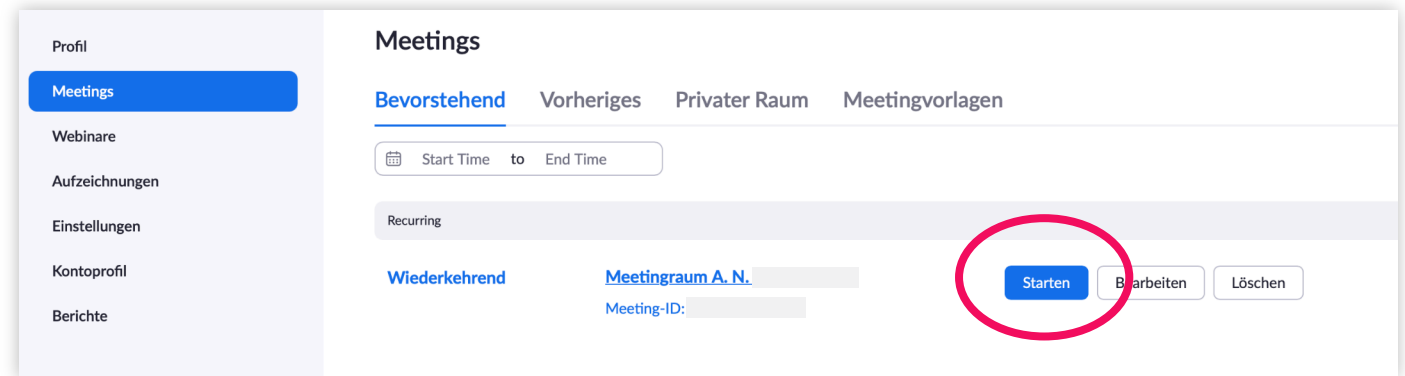 Profil
Meetings
Webinare
Aufzeichnungen
Einstellungen
Kontoprofil
Berichte
Meetings
Bevorstehend Vorheriges Privater Raum Meetingvorlagen
Start Time to End Time
Recurring
Wiederkehrend Meetingraum A. N. Starten Bearbeiten Löschen
Meeting-ID: